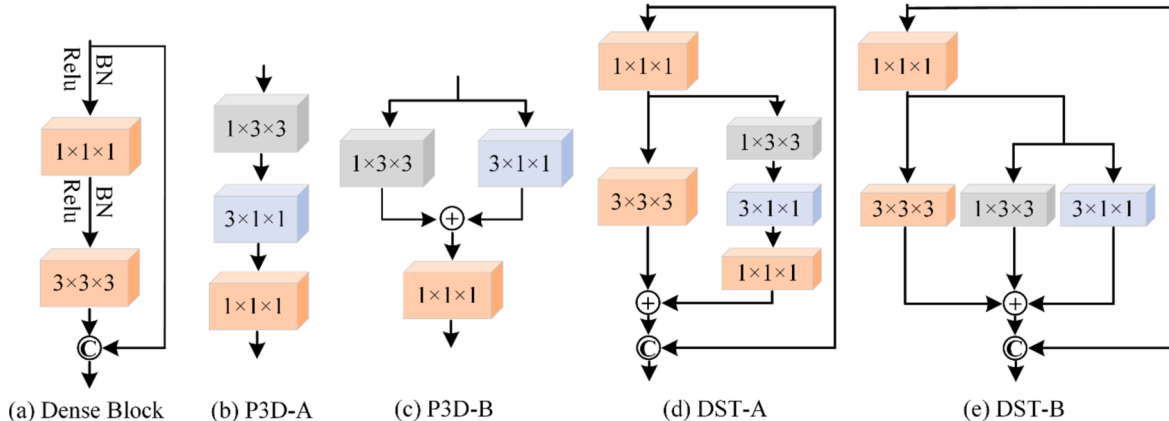 BN
Relu
1×1×1
BN
Relu
3×3×3
C
(a) Dense Block
1×3×3
3×1×1
1×1×1
(b) P3D-A
1×3×3
3×1×1
+
1×1×1
(c) P3D-B
1×1×1
1×3×3
3×3×3
3×1×1
1×1×1
+
C
(d) DST-A
1×1×1
3×3×3
1×3×3
3×1×1
+
C
(e) DST-B